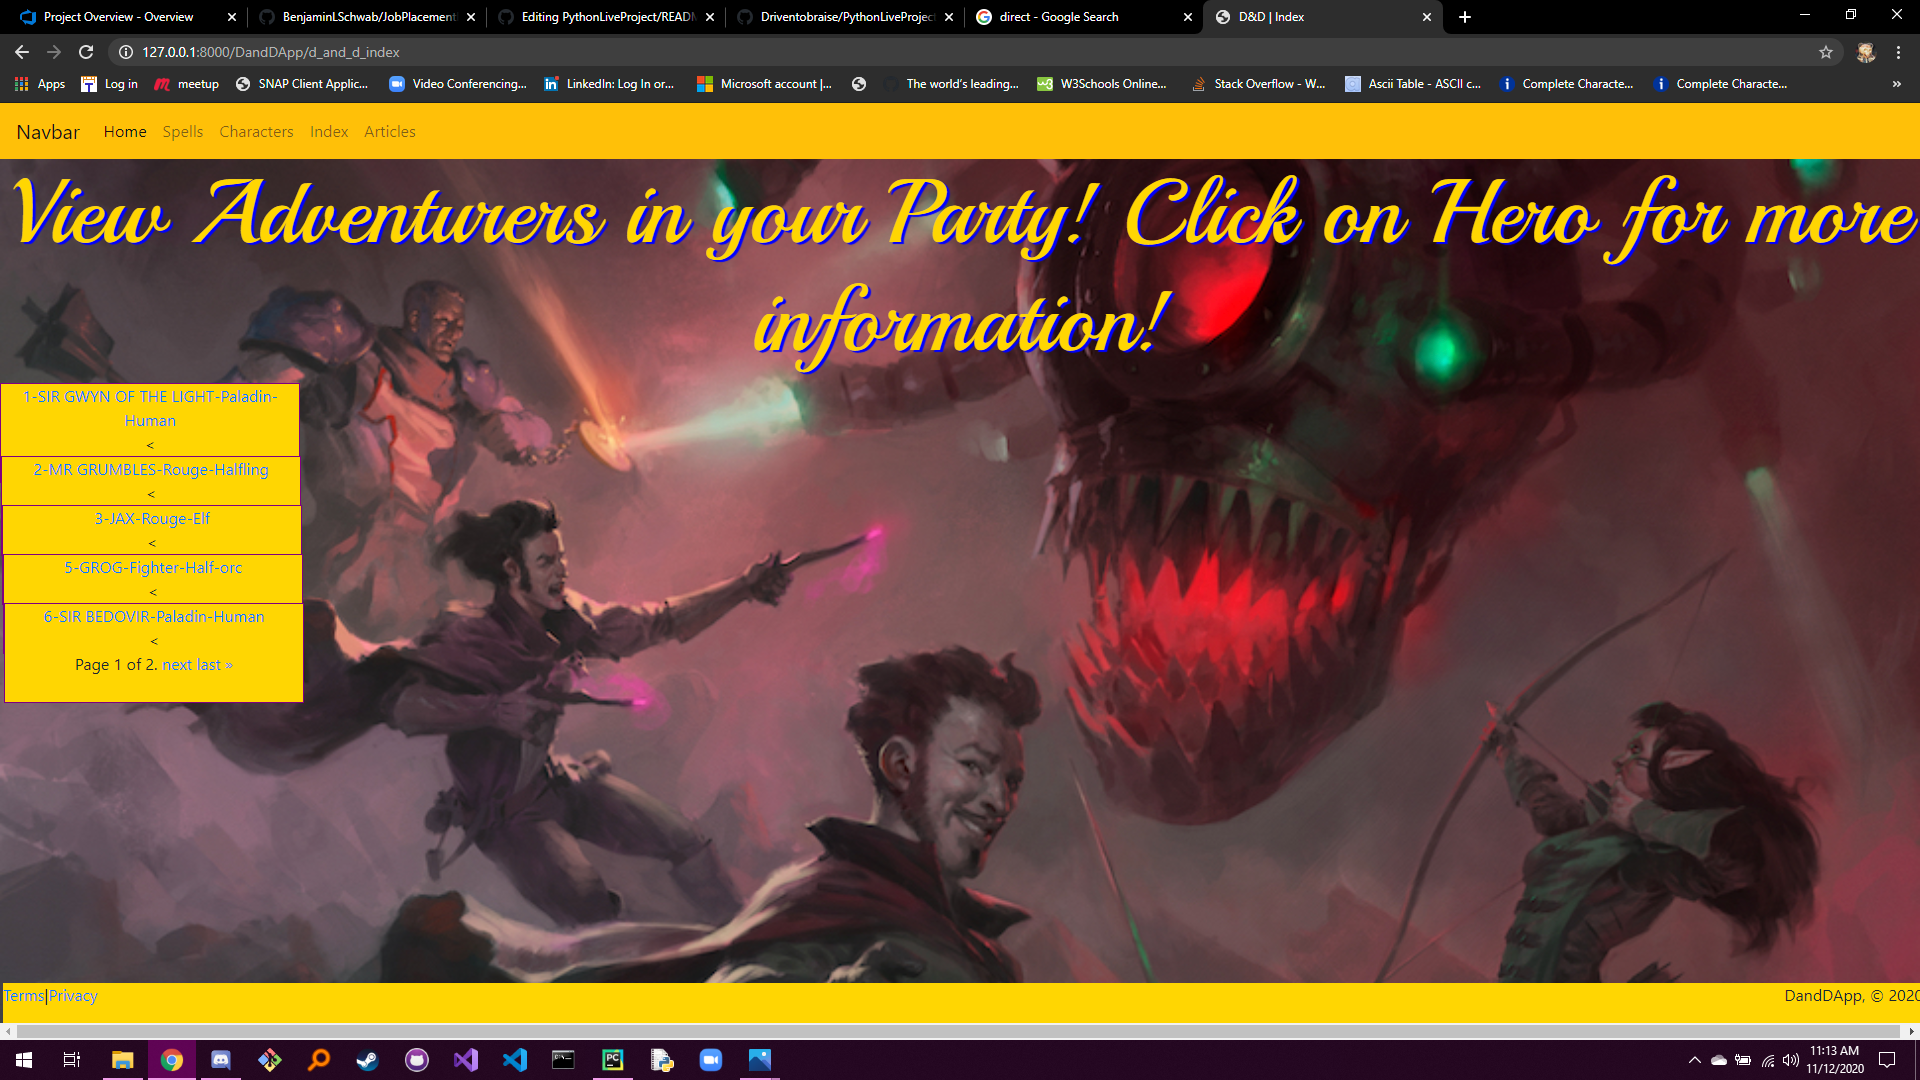 Project Overview - Overview
BenjaminLSchwab/JobPlacement
Editing PythonLiveProject/READM
Driventobraise/PythonLiveProject
direct - Google Search
D&D | Index
127.0.0.1:8000/DandDApp/d_and_d_index
Apps
Log in
meetup
SNAP Client Applic...
Video Conferencing...
LinkedIn: Log In or...
Microsoft account |...
The world's leading...
W3Schools Online...
Stack Overflow - W...
Ascii Table - ASCII c...
Complete Characte...
Complete Characte...
»
Navbar Home Spells Characters Index Articles
View Adventurers in your Party! Click on Hero for more
information!
1-SIR GWYN OF THE LIGHT-Paladin-
Human
<
2-MR GRUMBLES-Rouge-Halfling
<
3-JAX-Rouge-Elf
<
5-GROG-Fighter-Half-orc
<
6-SIR BEDOVIR-Paladin-Human
<
Page 1 of 2. next last »
Terms|Privacy
DandDApp, © 2020
PC
11:13 AM
11/12/2020